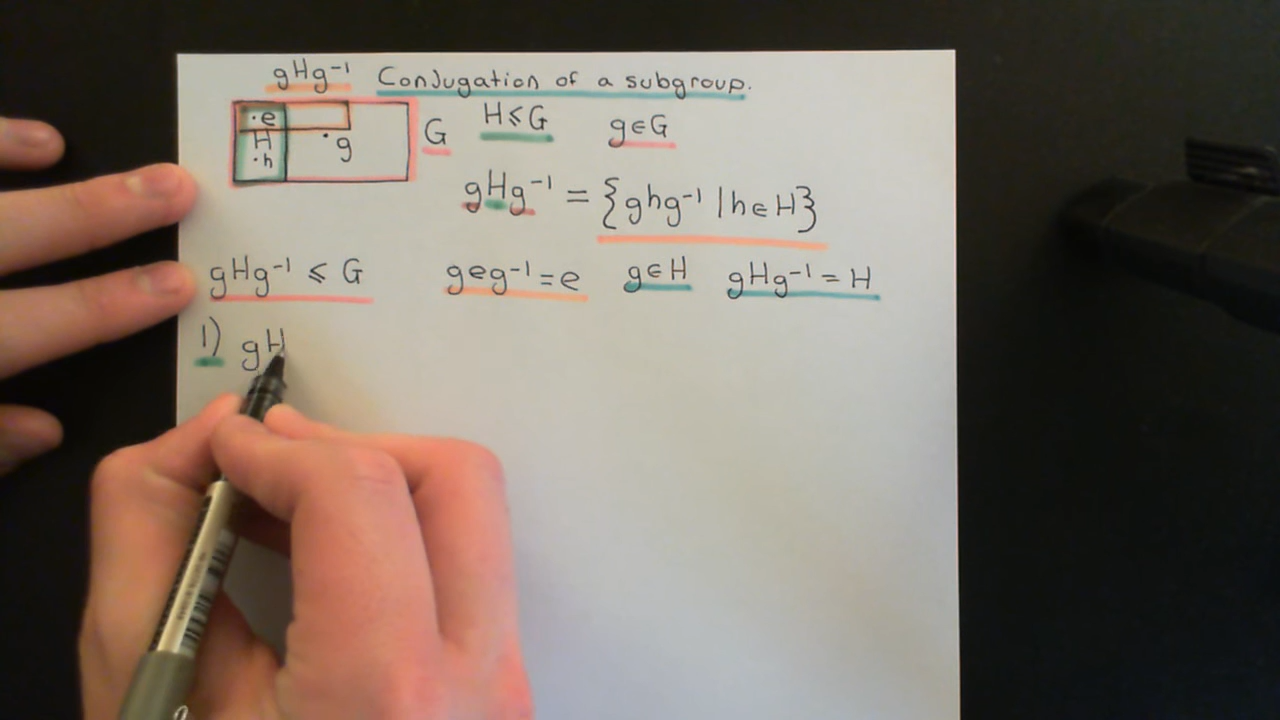 gHg⁻¹ Conjugation of a subgroup.
·e G H≤G g∈G
H ·g
·h
gHg⁻¹ = {ghg⁻¹ | h∈H}
gHg⁻¹ ≤ G geg⁻¹ = e g∈H gHg⁻¹ = H
1) gH